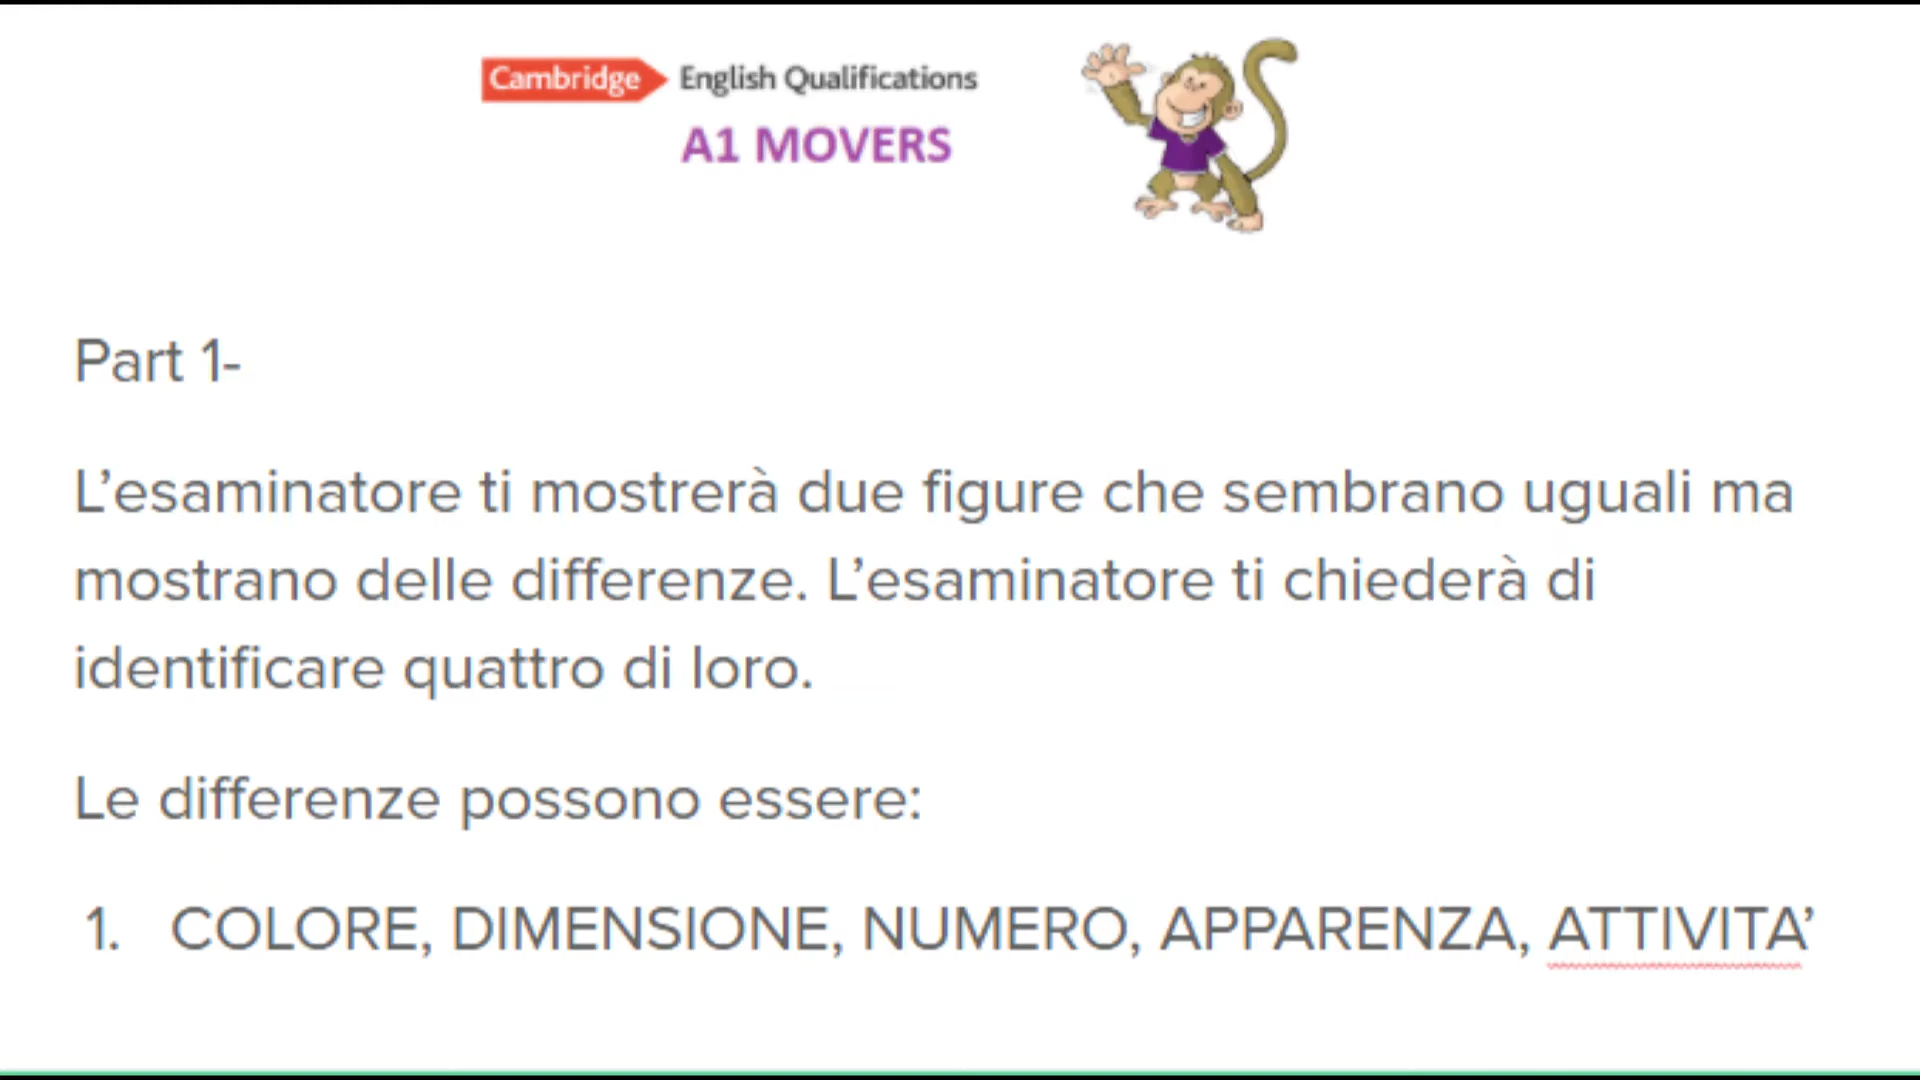 Cambridge English Qualifications
A1 MOVERS
Part 1-
L’esaminatore ti mostrerà due figure che sembrano uguali ma
mostrano delle differenze. L’esaminatore ti chiederà di
identificare quattro di loro.
Le differenze possono essere:
1. COLORE, DIMENSIONE, NUMERO, APPARENZA, ATTIVITA’